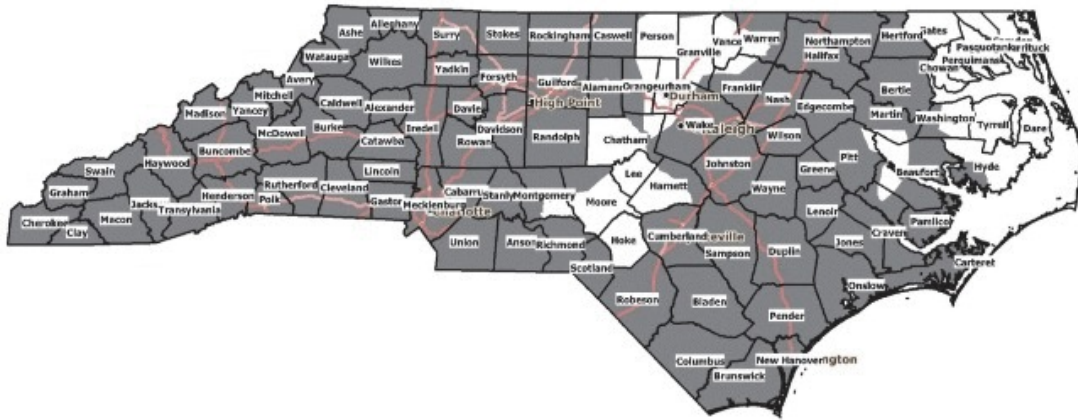 Alleghany
Ashe
Surry
Stokes
Rockingham
Caswell
Person
Vance
Warren
Granville
Northampton
Halifax
Hertford
Gates
Pasquotank
Perquimans
Chowan
Watauga
Wilkes
Yadkin
Forsyth
Guilford
Alamance
Orange
Durham
Franklin
Nash
Edgecombe
Bertie
Martin
Washington
Tyrrell
Dare
Avery
Mitchell
Yancey
Madison
Caldwell
Alexander
Davie
High Point
Iredell
Davidson
Randolph
Chatham
Wake
Raleigh
Wilson
Pitt
Beaufort
Hyde
McDowell
Burke
Catawba
Rowan
Buncombe
Haywood
Swain
Lincoln
Johnston
Greene
Lee
Harnett
Wayne
Graham
Jacks
Henderson
Rutherford
Cleveland
Polk
Gaston
Mecklenburg
Cabarru
Stanly
Montgomery
Moore
Lenoir
Craven
Pamlico
Cherokee
Clay
Macon
Transylvania
Charlotte
Union
Anson
Richmond
Hoke
Cumberland
eville
Sampson
Duplin
Jones
Carteret
Scotland
Onslow
Robeson
Bladen
Pender
Columbus
New Hanover
ngton
Brunswick